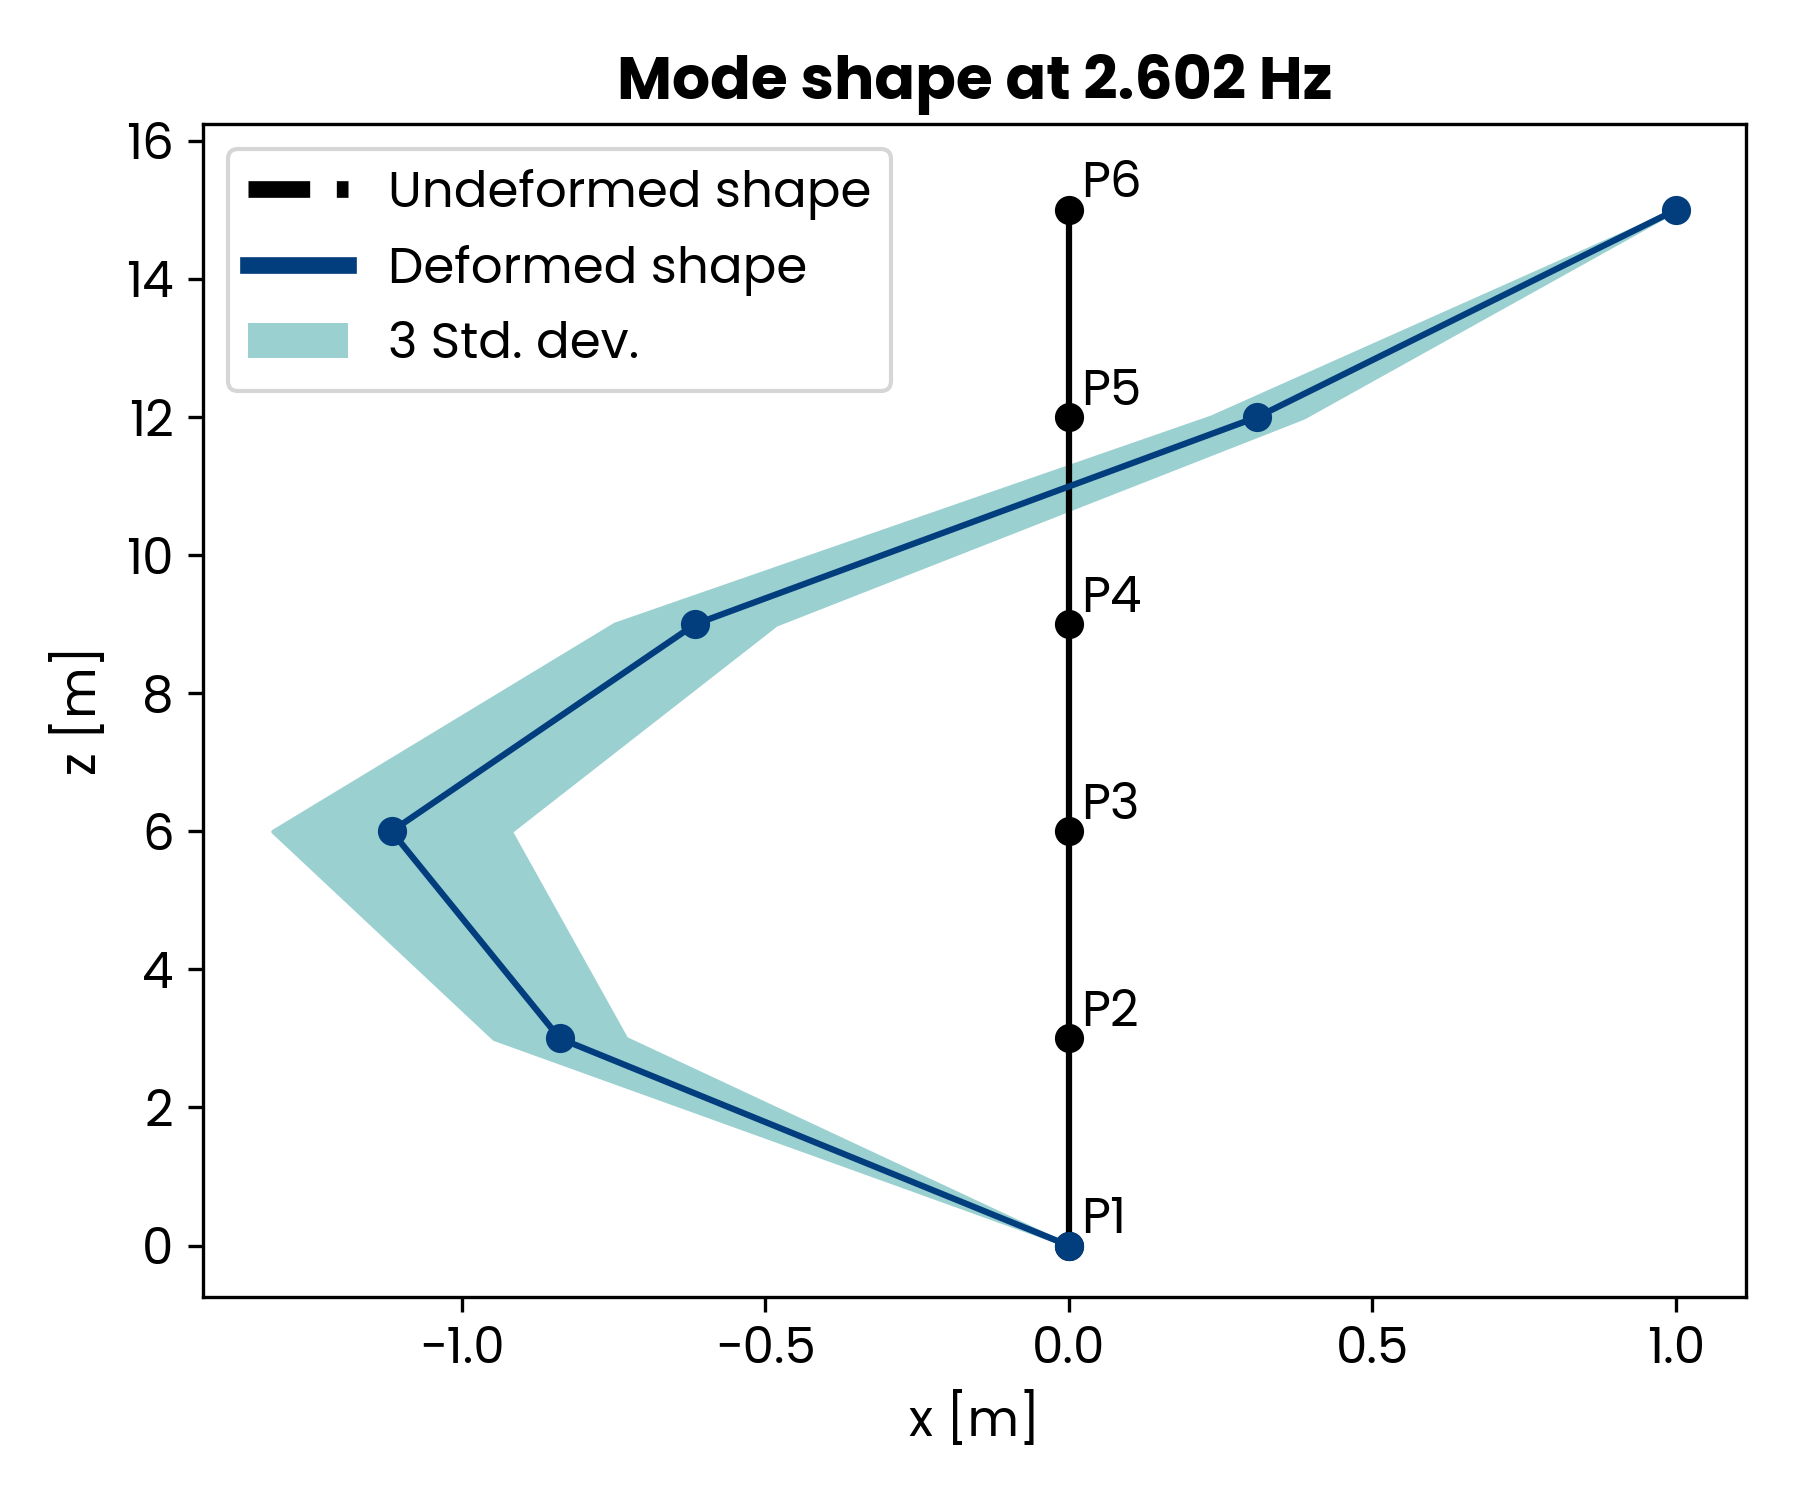 Mode shape at 2.602 Hz
16
14
12
10
8
6
4
2
0
z [m]
Undeformed shape
Deformed shape
3 Std. dev.
P6
P5
P4
P3
P2
P1
−1.0 −0.5 0.0 0.5 1.0
x [m]